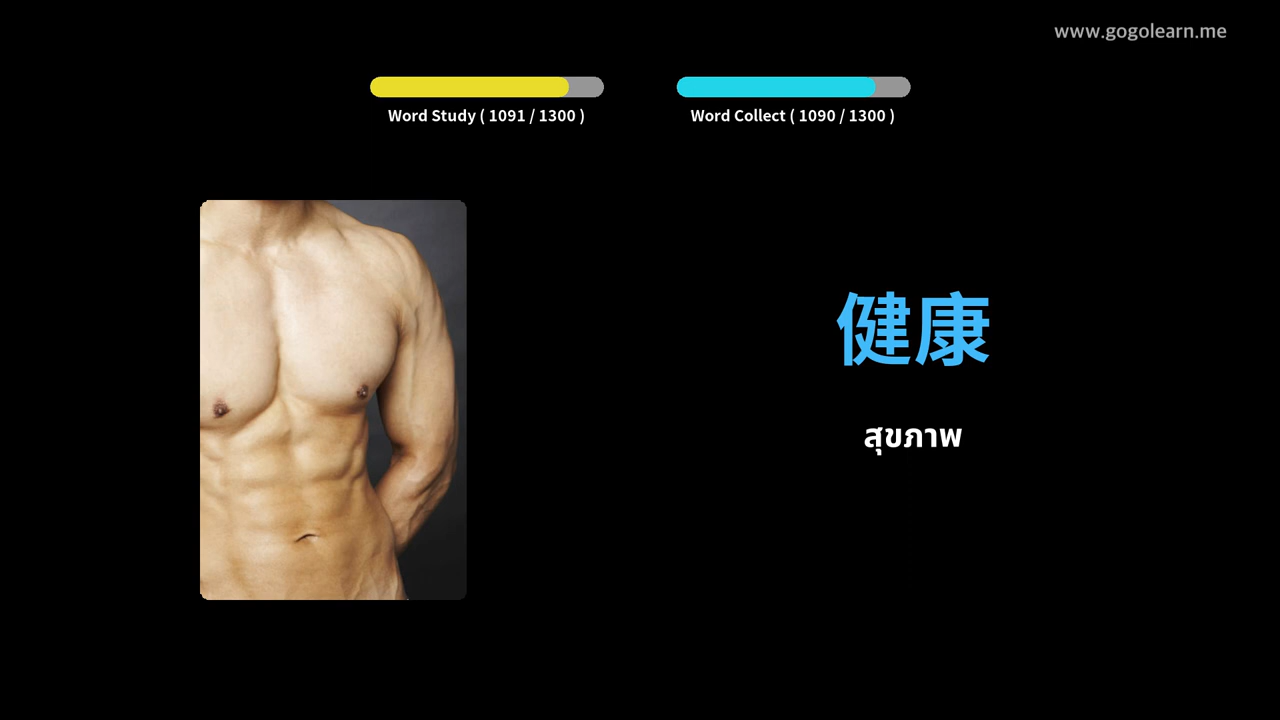 www.gogolearn.me
Word Study ( 1091 / 1300 )
Word Collect ( 1090 / 1300 )
健康
สุขภาพ